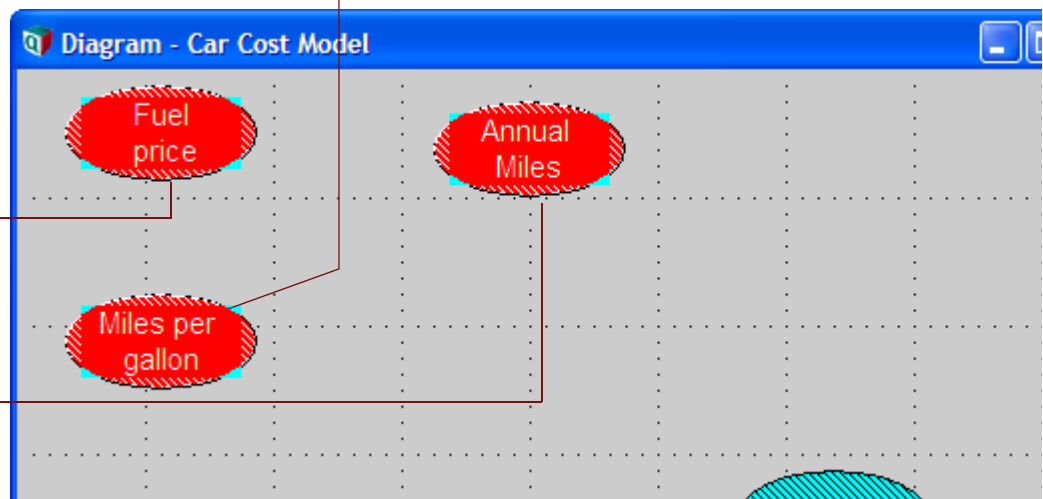 Diagram - Car Cost Model
Fuel
price
Annual
Miles
Miles per
gallon